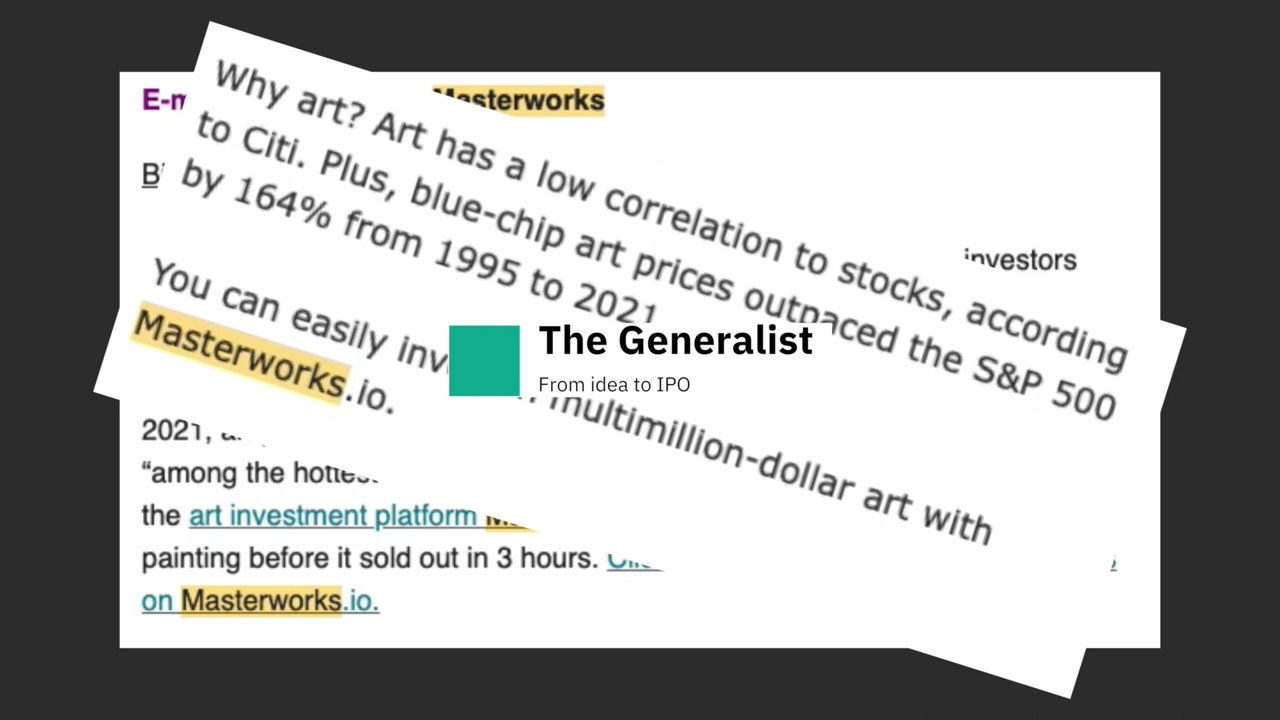 Masterworks
Why art? Art has a low correlation to stocks, according
to Citi. Plus, blue-chip art prices outpaced the S&P 500
by 164% from 1995 to 2021
investors
You can easily multimillion-dollar art with
Masterworks.io.
The Generalist
From idea to IPO
2021,
“among the hottest
the art investment platform
painting before it sold out in 3 hours.
on Masterworks.io.